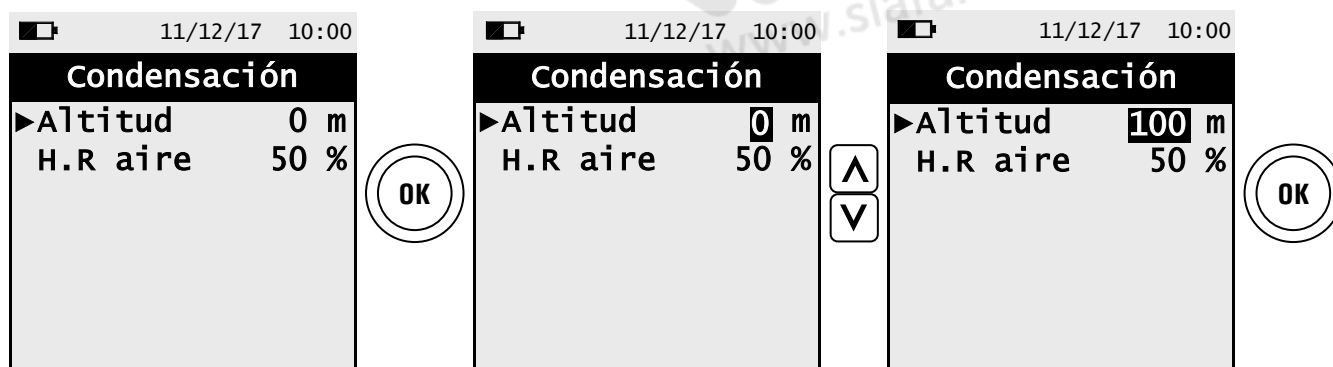 11/12/17 10:00
Condensación
►Altitud 0 m
H.R aire 50 %
OK
11/12/17 10:00
Condensación
►Altitud 0 m
H.R aire 50 %
11/12/17 10:00
Condensación
►Altitud 100 m
H.R aire 50 %
OK